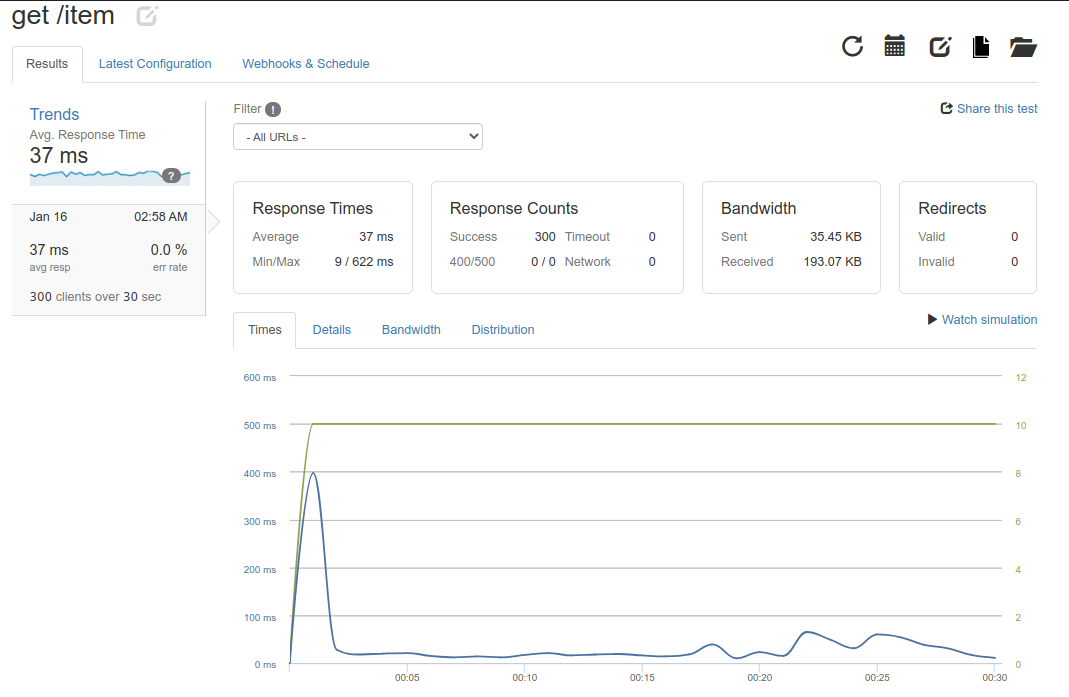 get /item
Results Latest Configuration Webhooks & Schedule
Trends
Avg. Response Time
37 ms
?
Jan 16 02:58 AM
37 ms 0.0 %
avg resp err rate
300 clients over 30 sec
Filter !
- All URLs -
Share this test
Response Times
Average 37 ms
Min/Max 9 / 622 ms
Response Counts
Success 300 Timeout 0
400/500 0 / 0 Network 0
Bandwidth
Sent 35.45 KB
Received 193.07 KB
Redirects
Valid 0
Invalid 0
Watch simulation
Times Details Bandwidth Distribution
600 ms 12
500 ms 10
400 ms 8
300 ms 6
200 ms 4
100 ms 2
0 ms 0
00:05 00:10 00:15 00:20 00:25 00:30